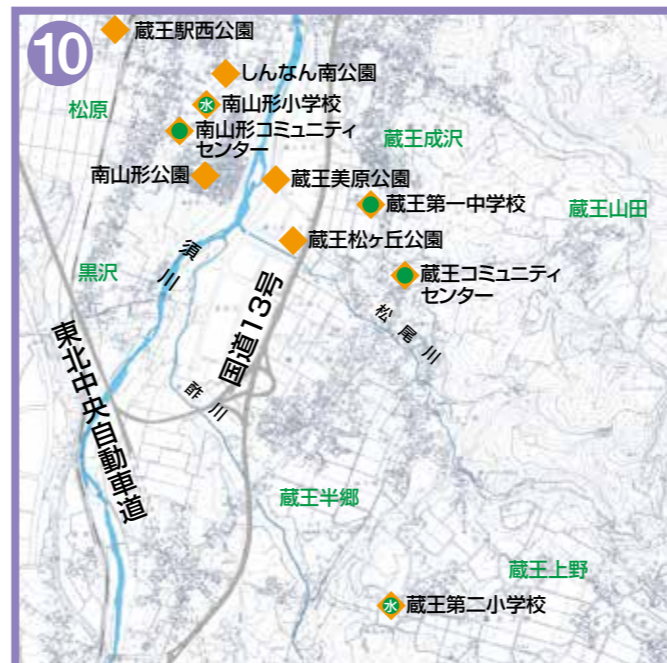 10
蔵王駅西公園
しんなん南公園
松原
水
南山形小学校
南山形コミュニティ
センター
蔵王成沢
南山形公園
蔵王美原公園
蔵王第一中学校
蔵王山田
蔵王松ヶ丘公園
黒沢
須川
蔵王コミュニティ
センター
国道13号
松尾川
東北中央自動車道
酢川
蔵王半郷
蔵王上野
水
蔵王第二小学校